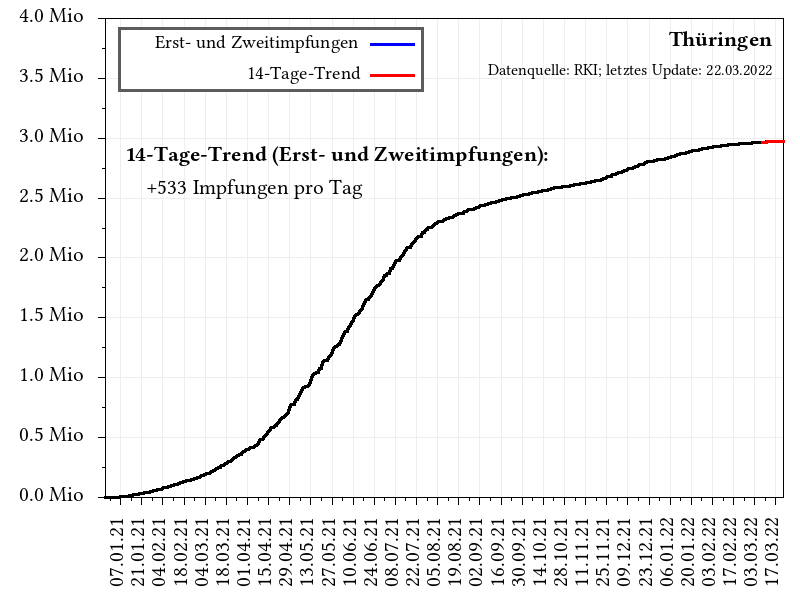 4.0 Mio
3.5 Mio
3.0 Mio
2.5 Mio
2.0 Mio
1.5 Mio
1.0 Mio
0.5 Mio
0.0 Mio
Erst- und Zweitimpfungen
14-Tage-Trend
Thüringen
Datenquelle: RKI; letztes Update: 22.03.2022
14-Tage-Trend (Erst- und Zweitimpfungen):
+533 Impfungen pro Tag
07.01.21
21.01.21
04.02.21
18.02.21
04.03.21
18.03.21
01.04.21
15.04.21
29.04.21
13.05.21
27.05.21
10.06.21
24.06.21
08.07.21
22.07.21
05.08.21
19.08.21
02.09.21
16.09.21
30.09.21
14.10.21
28.10.21
11.11.21
25.11.21
09.12.21
23.12.21
06.01.22
20.01.22
03.02.22
17.02.22
03.03.22
17.03.22